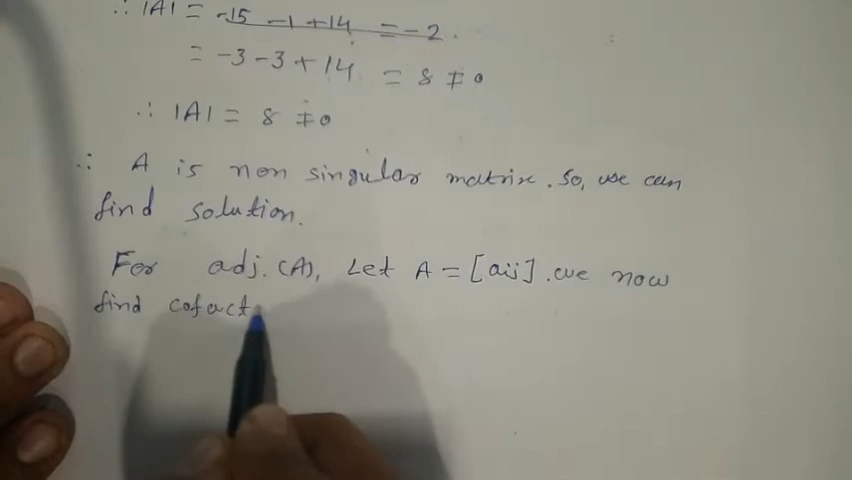 ∴ |A| = -15 -1 +14 = -2.
= -3 -3 + 14 = 8 ≠ 0
∴ |A| = 8 ≠ 0
∴ A is non singular matrix. So, we can
find solution.
For adj. (A), Let A = [aij]. we now
find cofact